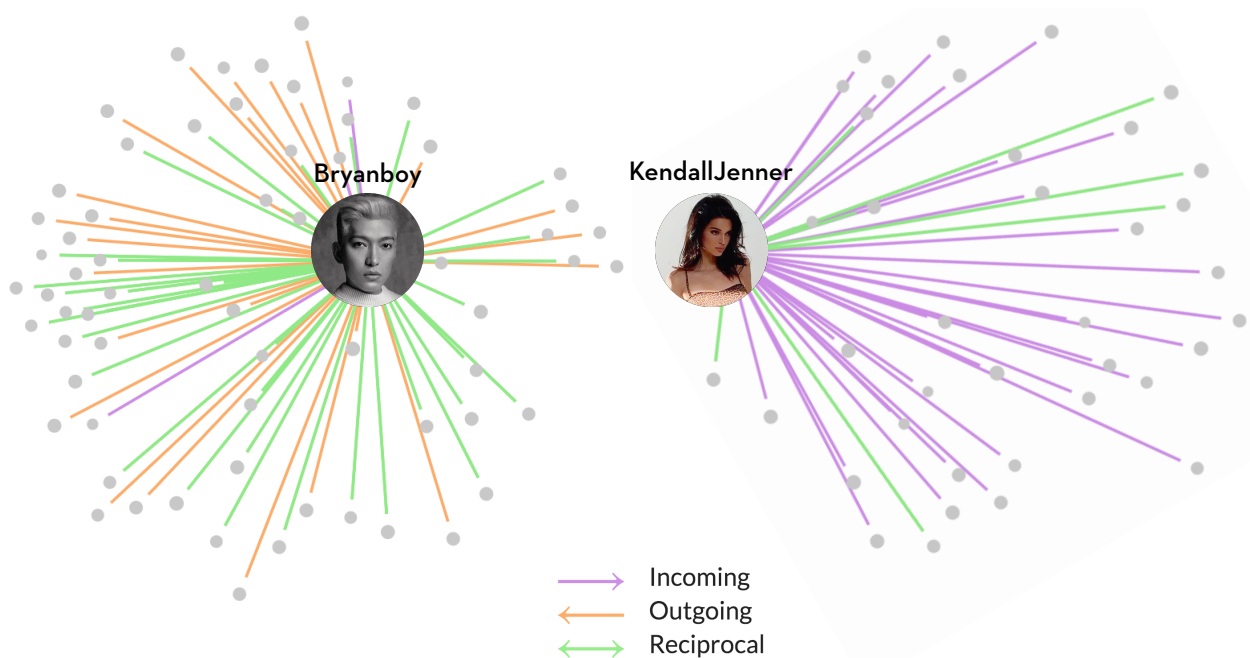 Bryanboy
KendallJenner
Incoming
Outgoing
Reciprocal